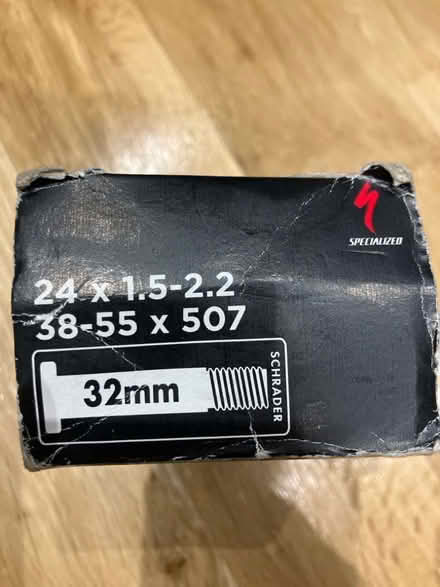 SPECIALIZED
24 x 1.5-2.2
38-55 x 507
32mm
SCHRADER